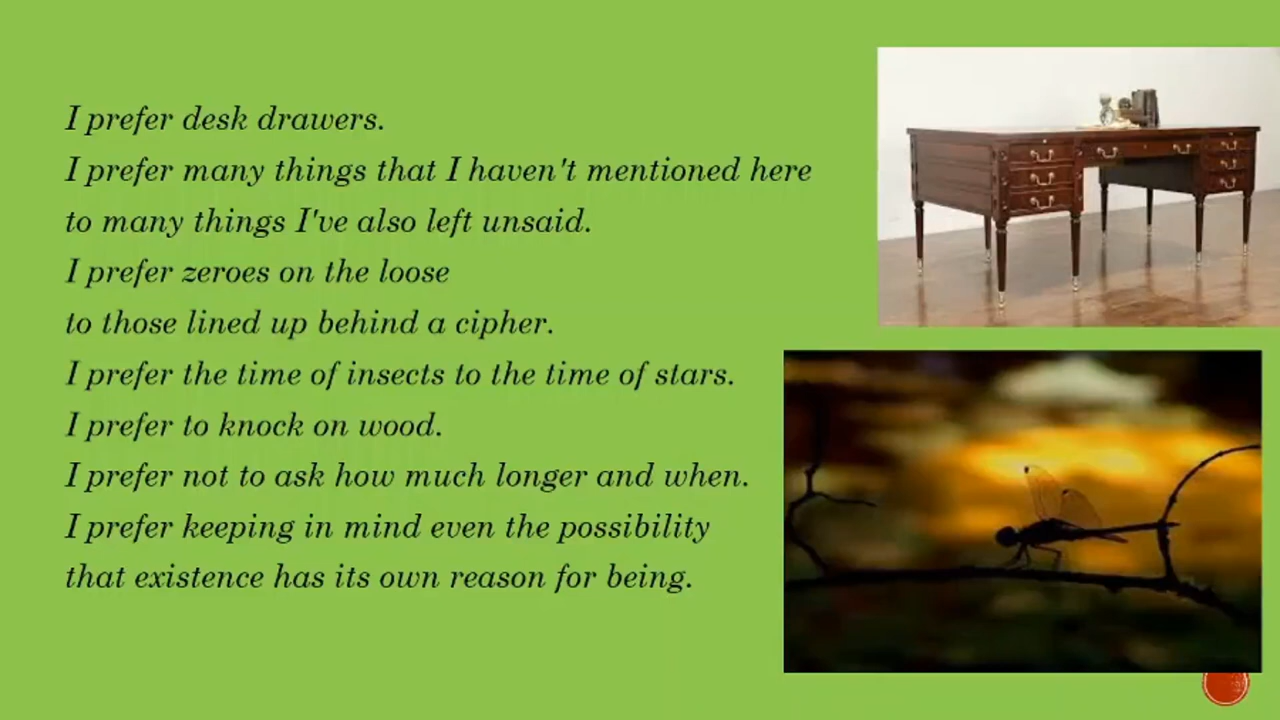 I prefer desk drawers.
I prefer many things that I haven't mentioned here
to many things I've also left unsaid.
I prefer zeroes on the loose
to those lined up behind a cipher.
I prefer the time of insects to the time of stars.
I prefer to knock on wood.
I prefer not to ask how much longer and when.
I prefer keeping in mind even the possibility
that existence has its own reason for being.